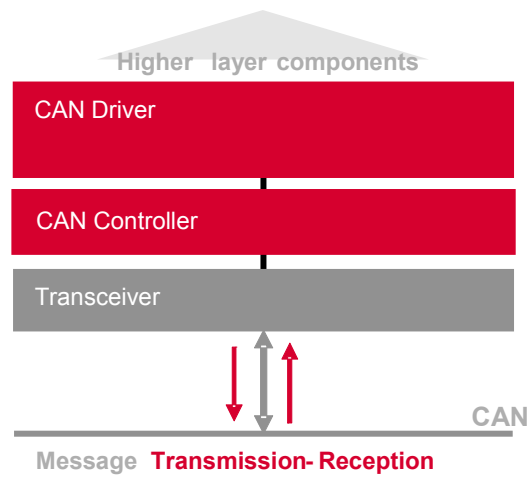 Higher layer components
CAN Driver
CAN Controller
Transceiver
CAN
Message Transmission- Reception